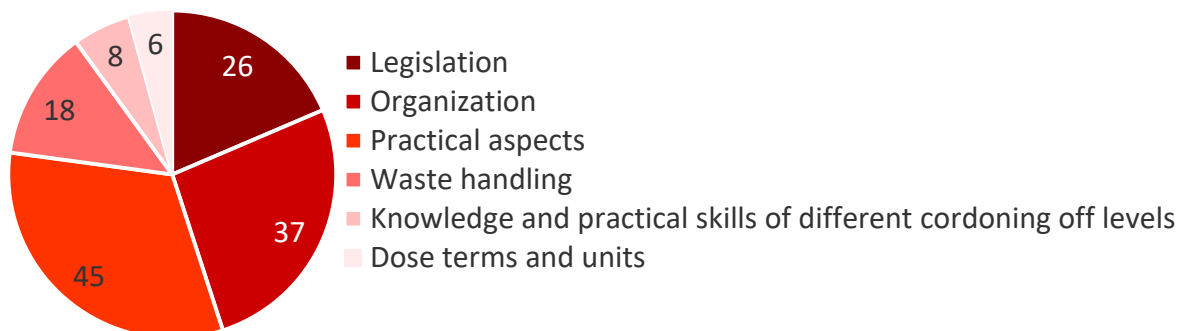 6
8
26
18
37
45
Legislation
Organization
Practical aspects
Waste handling
Knowledge and practical skills of different cordoning off levels
Dose terms and units